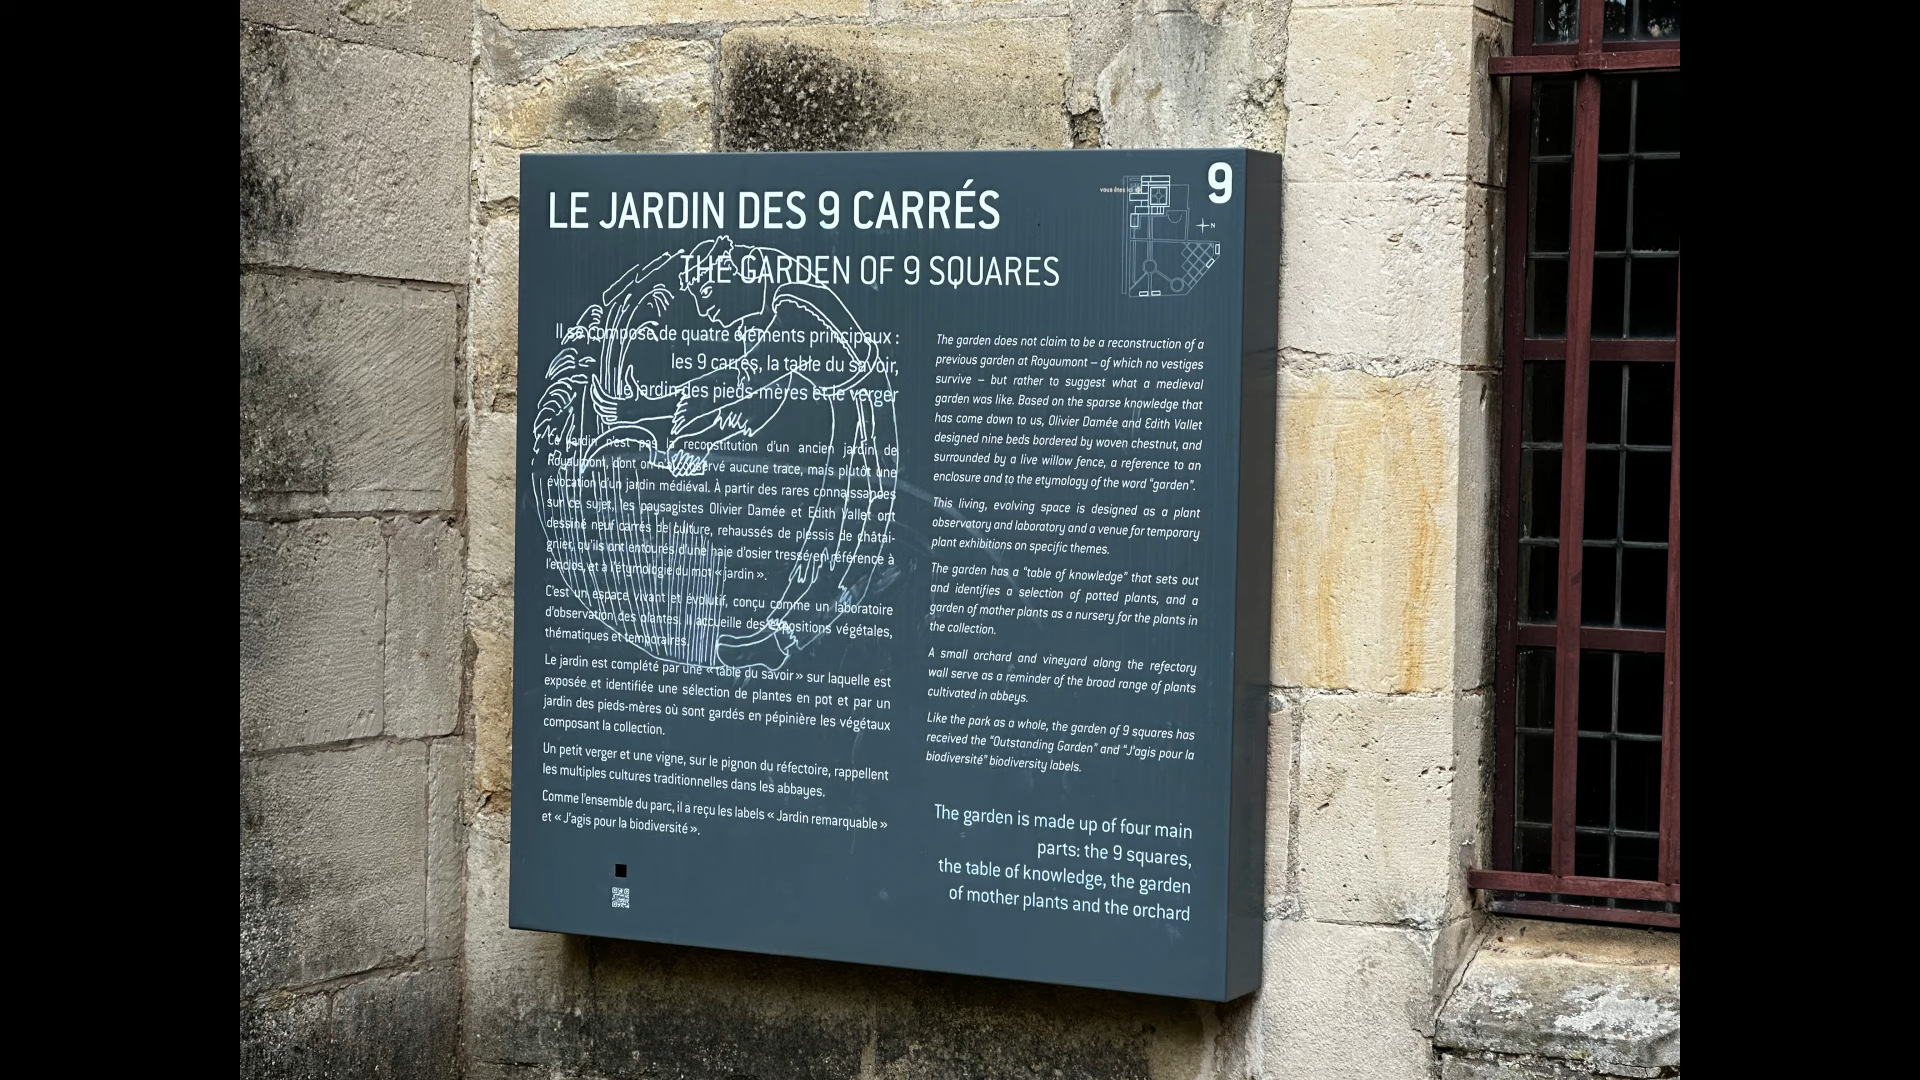 LE JARDIN DES 9 CARRÉS
THE GARDEN OF 9 SQUARES
9
vous êtes ici
N
Il se compose de quatre éléments principaux :
les 9 carrés, la table du savoir,
le jardin des pieds-mères et le verger
Ce jardin n'est pas la reconstitution d'un ancien jardin de
Royaumont, dont on n'a conservé aucune trace, mais plutôt une
évocation d'un jardin médiéval. À partir des rares connaissances
sur ce sujet, les paysagistes Olivier Damée et Edith Vallet ont
dessiné neuf carrés de culture, rehaussés de plessis de châtai-
gnier, qu'ils ont entourés d'une haie d'osier tressé en référence à
l'enclos, et à l'étymologie du mot « jardin ».
C'est un espace vivant et évolutif, conçu comme un laboratoire
d'observation des plantes. Il accueille des expositions végétales,
thématiques et temporaires.
Le jardin est complété par une « table du savoir » sur laquelle est
exposée et identifiée une sélection de plantes en pot et par un
jardin des pieds-mères où sont gardés en pépinière les végétaux
composant la collection.
Un petit verger et une vigne, sur le pignon du réfectoire, rappellent
les multiples cultures traditionnelles dans les abbayes.
Comme l'ensemble du parc, il a reçu les labels « Jardin remarquable »
et « J'agis pour la biodiversité ».
The garden does not claim to be a reconstruction of a
previous garden at Royaumont – of which no vestiges
survive – but rather to suggest what a medieval
garden was like. Based on the sparse knowledge that
has come down to us, Olivier Damée and Edith Vallet
designed nine beds bordered by woven chestnut, and
surrounded by a live willow fence, a reference to an
enclosure and to the etymology of the word "garden".
This living, evolving space is designed as a plant
observatory and laboratory and a venue for temporary
plant exhibitions on specific themes.
The garden has a "table of knowledge" that sets out
and identifies a selection of potted plants, and a
garden of mother plants as a nursery for the plants in
the collection.
A small orchard and vineyard along the refectory
wall serve as a reminder of the broad range of plants
cultivated in abbeys.
Like the park as a whole, the garden of 9 squares has
received the "Outstanding Garden" and "J'agis pour la
biodiversité" biodiversity labels.
The garden is made up of four main
parts: the 9 squares,
the table of knowledge, the garden
of mother plants and the orchard